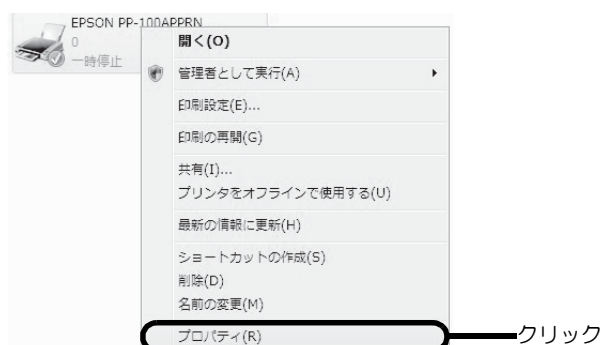 EPSON PP-100APPRN
0
一時停止
開く(O)
管理者として実行(A)
印刷設定(E)...
印刷の再開(G)
共有(I)...
プリンタをオフラインで使用する(U)
最新の情報に更新(H)
ショートカットの作成(S)
削除(D)
名前の変更(M)
プロパティ(R)
クリック